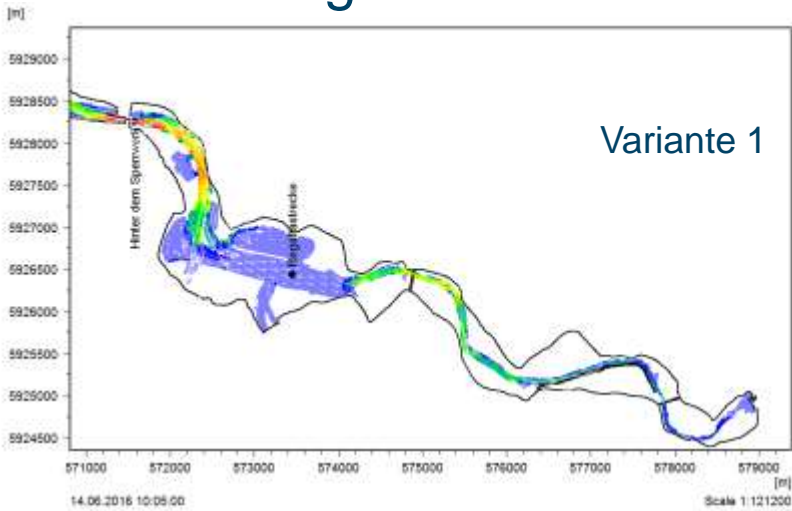 g
[m]
5929000
5928500
5928000
5927500
5927000
5926500
5926000
5925500
5925000
5924500
Variante 1
Hinter dem Sperrwerk
Regattastrecke
571000 572000 573000 574000 575000 576000 577000 578000 579000
[m]
14.06.2016 10:05:00
Scale 1:121200